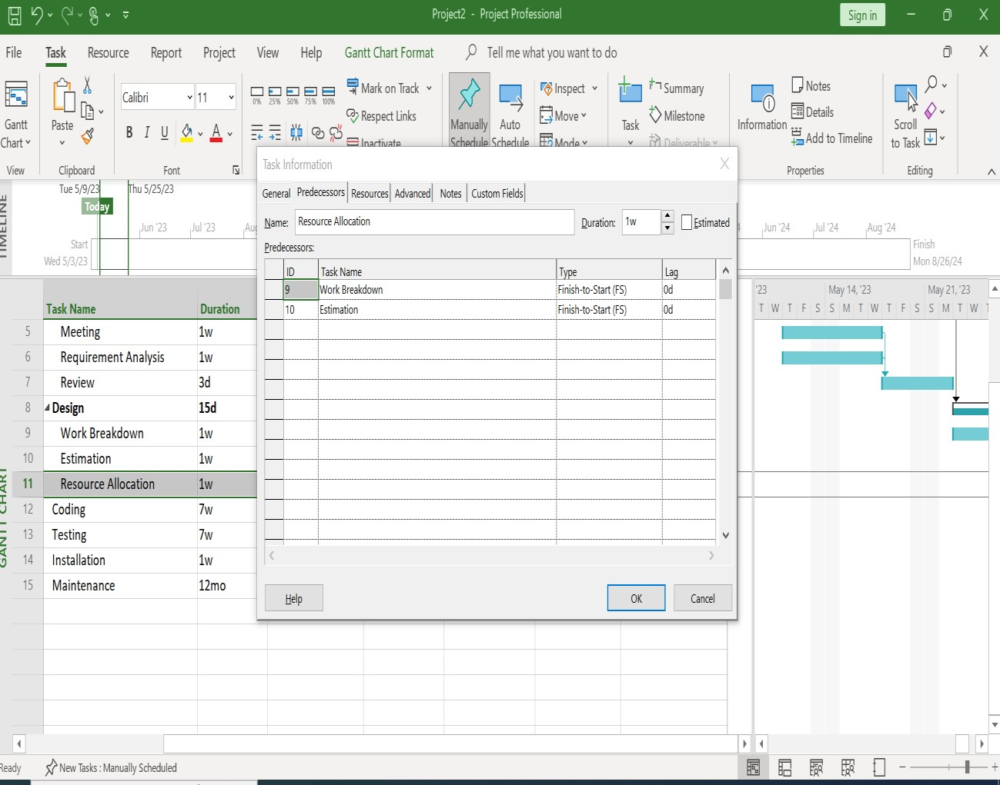 Project2 - Project Professional
Sign in
File Task Resource Report Project View Help Gantt Chart Format Tell me what you want to do
Gantt Chart
View
Paste
Clipboard
Calibri 11
B I U A
Font
0% 25% 50% 75% 100%
Mark on Track
Respect Links
Inactivate
Manually Schedule
Auto Schedule
Inspect
Move
Mode
Task
Summary
Milestone
Deliverable
Information
Notes
Details
Add to Timeline
Properties
Scroll to Task
Editing
TIMELINE
Tue 5/9/23 Thu 5/25/23
Today
Jun '23 Jul '23 Aug Jun '24 Jul '24 Aug '24
Start
Wed 5/3/23
Finish
Mon 8/26/24
Task Information
General Predecessors Resources Advanced Notes Custom Fields
Name: Resource Allocation Duration: 1w Estimated
Predecessors:
ID Task Name Type Lag
9 Work Breakdown Finish-to-Start (FS) 0d
10 Estimation Finish-to-Start (FS) 0d
Help OK Cancel
GANTT CHART
Task Name Duration
5 Meeting 1w
6 Requirement Analysis 1w
7 Review 3d
8 Design 15d
9 Work Breakdown 1w
10 Estimation 1w
11 Resource Allocation 1w
12 Coding 7w
13 Testing 7w
14 Installation 1w
15 Maintenance 12mo
'23 May 14, '23 May 21, '23
T W T F S S M T W T F S S M T W
Ready New Tasks : Manually Scheduled